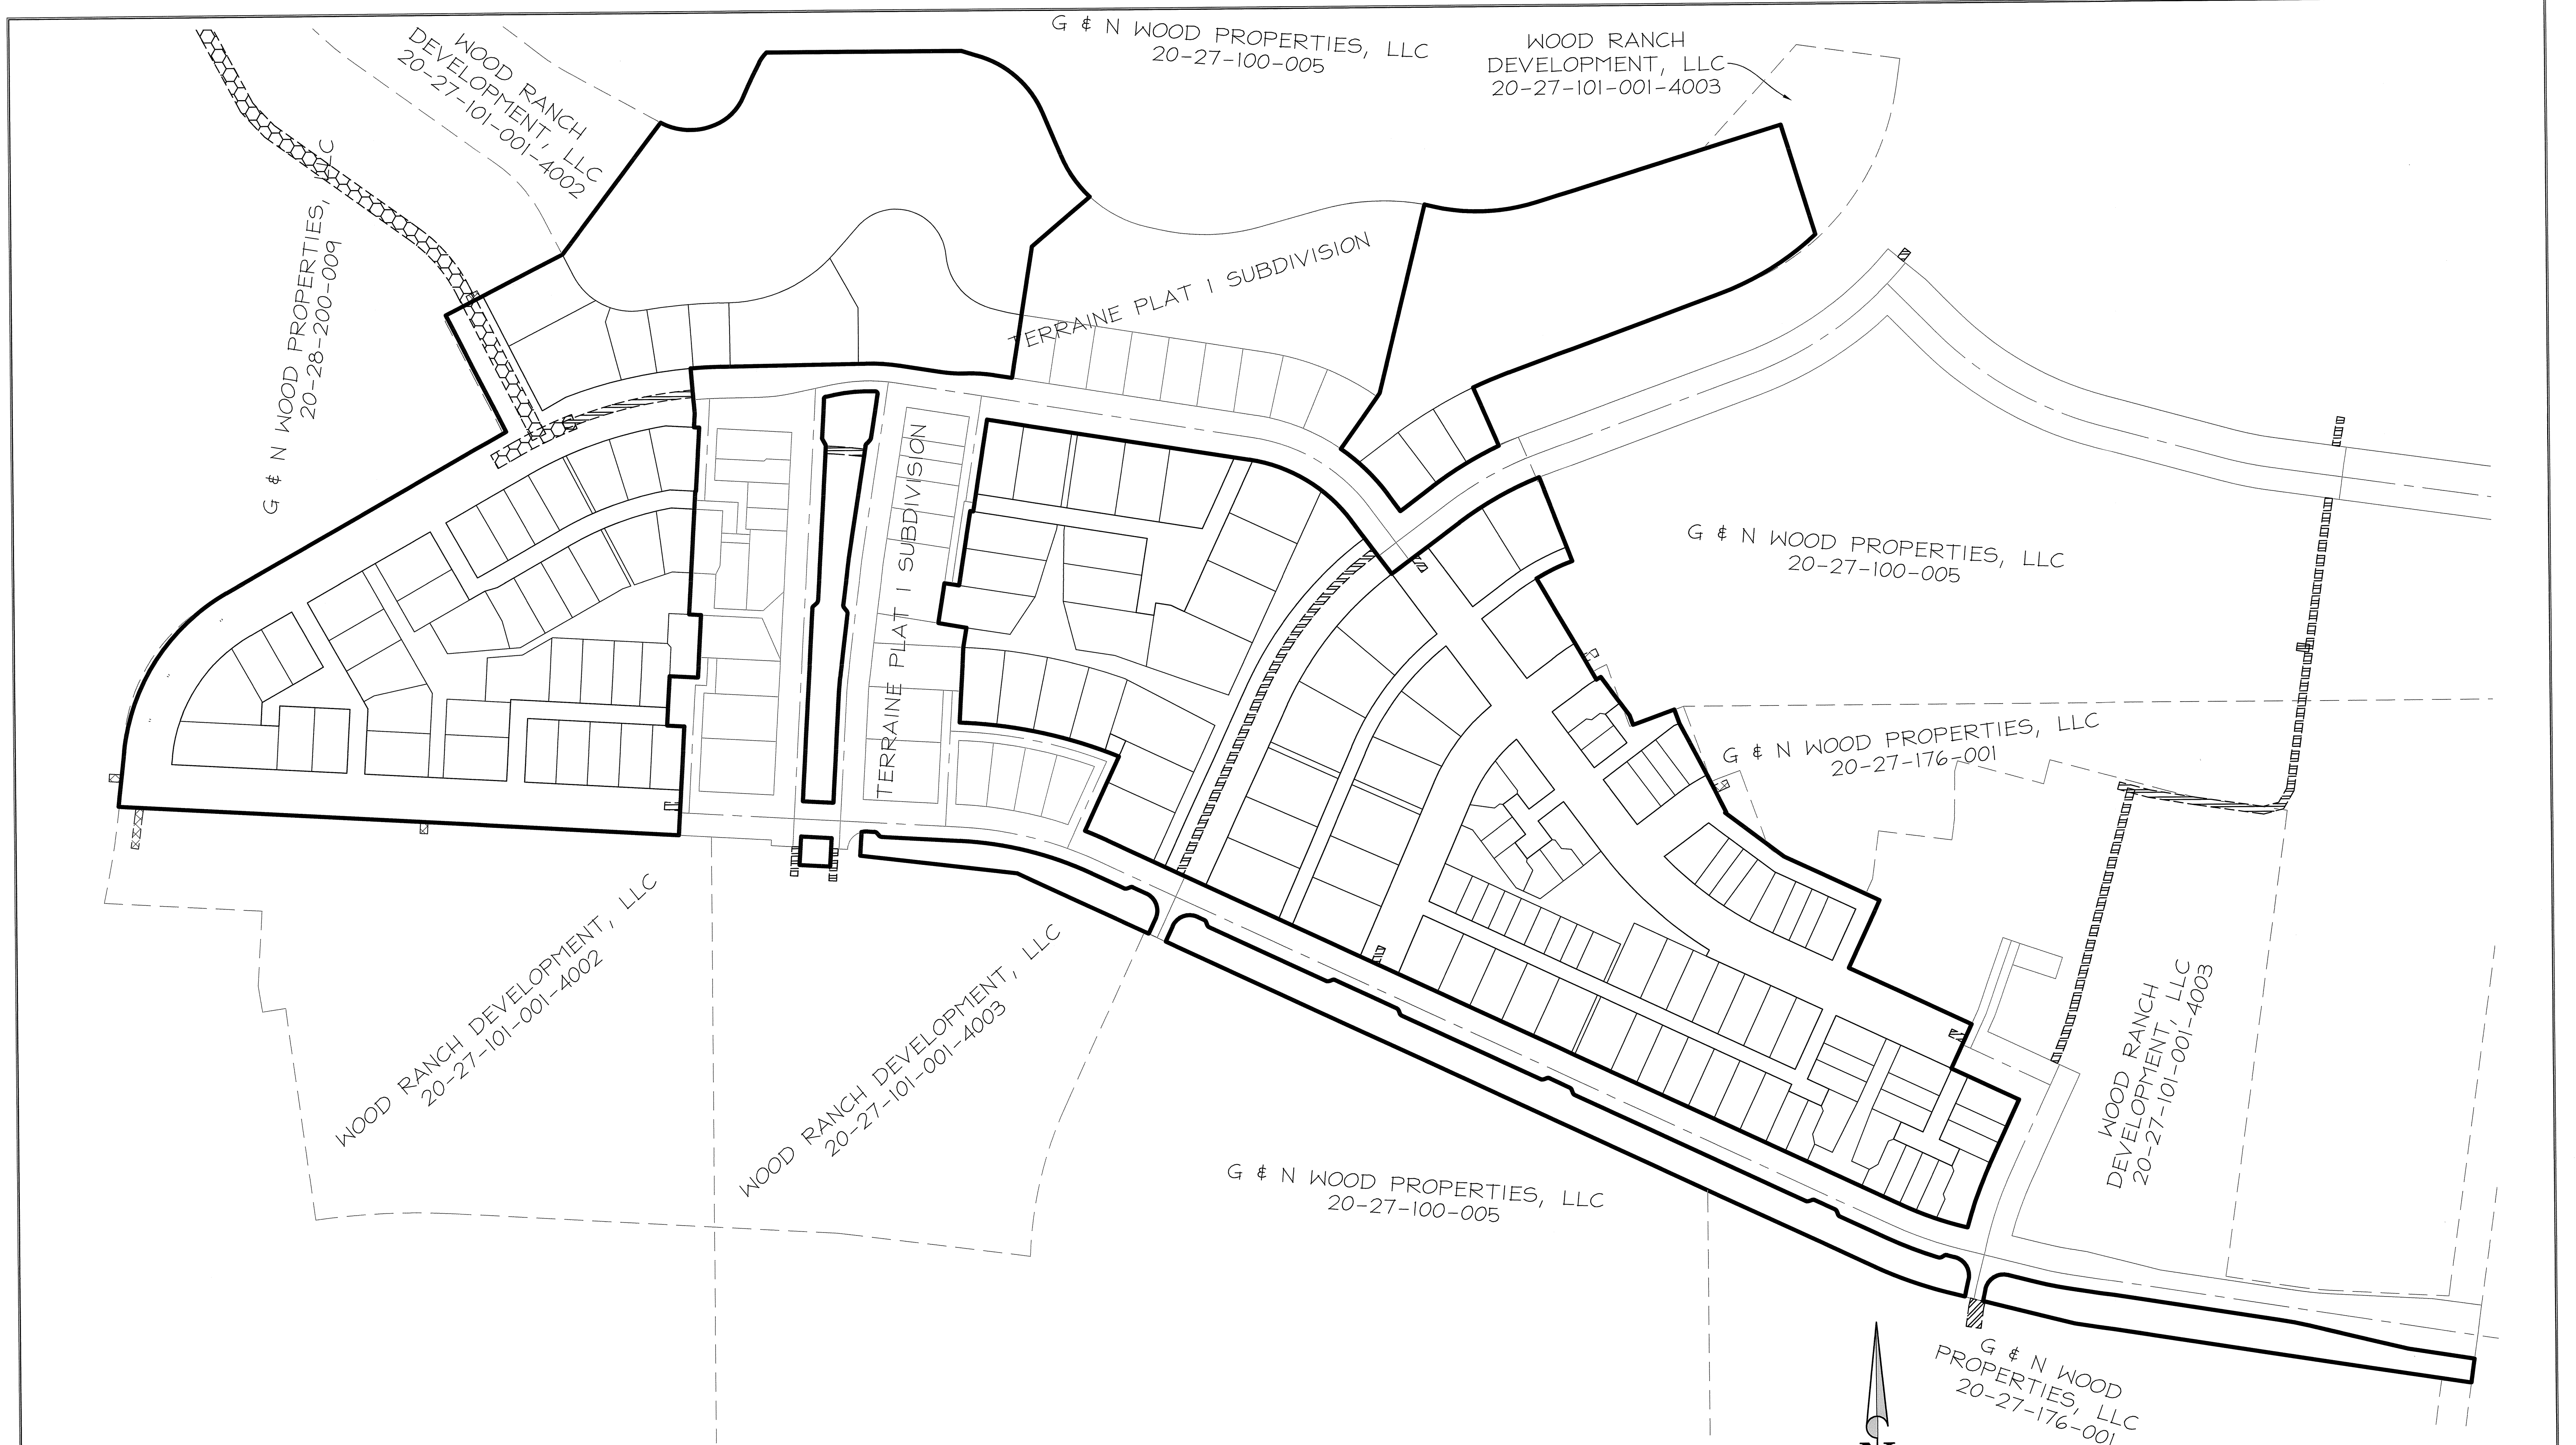 G & N WOOD PROPERTIES, LLC
20-27-100-005
WOOD RANCH
DEVELOPMENT, LLC
20-27-101-001-4003
WOOD RANCH
DEVELOPMENT, LLC
20-27-101-001-4002
G & N WOOD PROPERTIES, LLC
20-28-200-009
TERRAINE PLAT 1 SUBDIVISION
TERRAINE PLAT 1 SUBDIVISION
G & N WOOD PROPERTIES, LLC
20-27-100-005
G & N WOOD PROPERTIES, LLC
20-27-176-001
WOOD RANCH DEVELOPMENT, LLC
20-27-101-001-4002
WOOD RANCH DEVELOPMENT, LLC
20-27-101-001-4003
WOOD RANCH
DEVELOPMENT, LLC
20-27-101-001-4003
G & N WOOD PROPERTIES, LLC
20-27-100-005
G & N WOOD
PROPERTIES, LLC
20-27-176-001
N